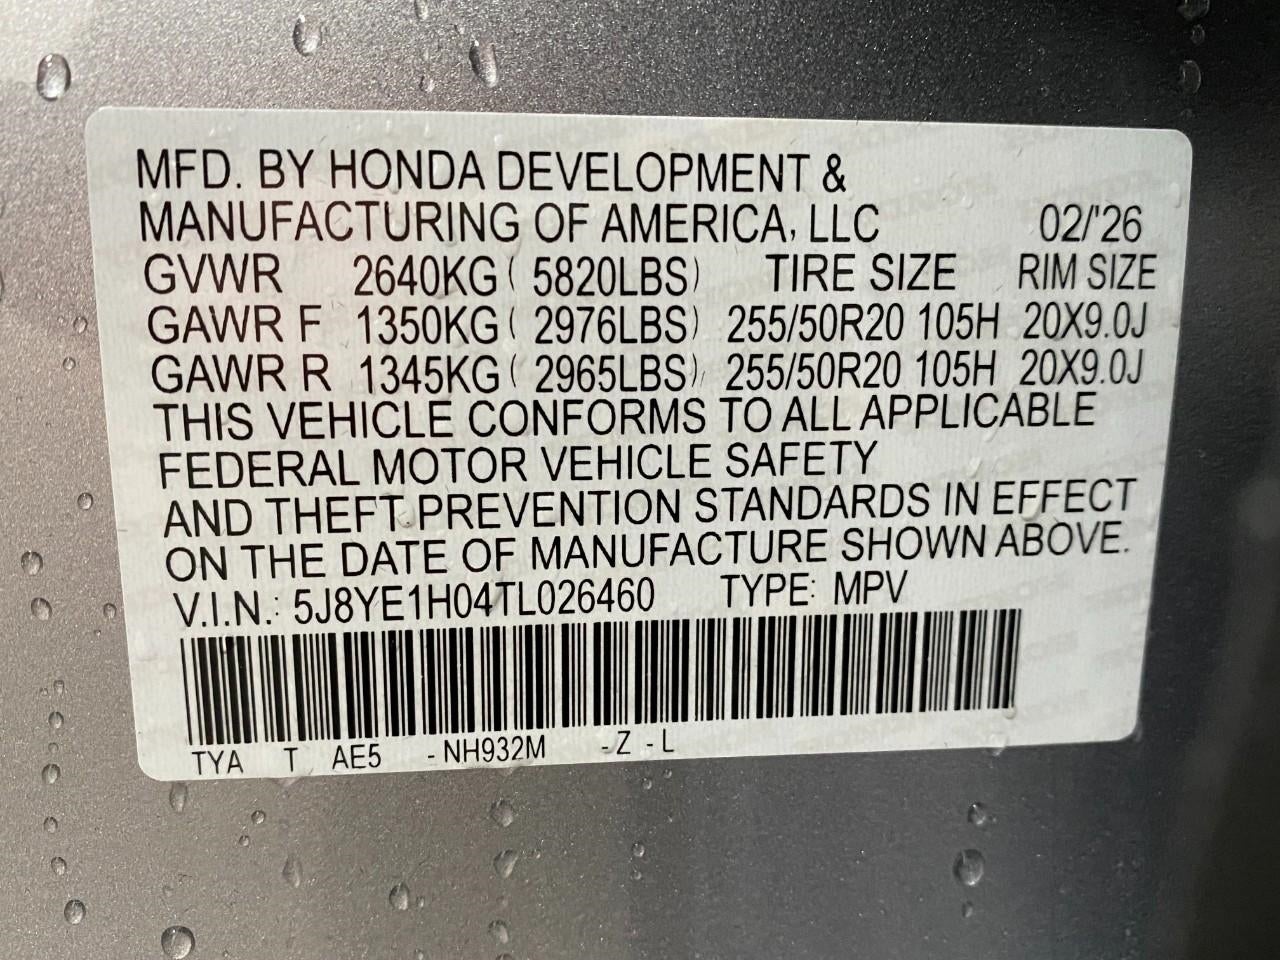 MFD. BY HONDA DEVELOPMENT &
MANUFACTURING OF AMERICA, LLC 02/'26
GVWR 2640KG ( 5820LBS) TIRE SIZE RIM SIZE
GAWR F 1350KG ( 2976LBS) 255/50R20 105H 20X9.0J
GAWR R 1345KG ( 2965LBS) 255/50R20 105H 20X9.0J
THIS VEHICLE CONFORMS TO ALL APPLICABLE
FEDERAL MOTOR VEHICLE SAFETY
AND THEFT PREVENTION STANDARDS IN EFFECT
ON THE DATE OF MANUFACTURE SHOWN ABOVE.
V.I.N.: 5J8YE1H04TL026460 TYPE: MPV
TYA T AE5 -NH932M -Z -L